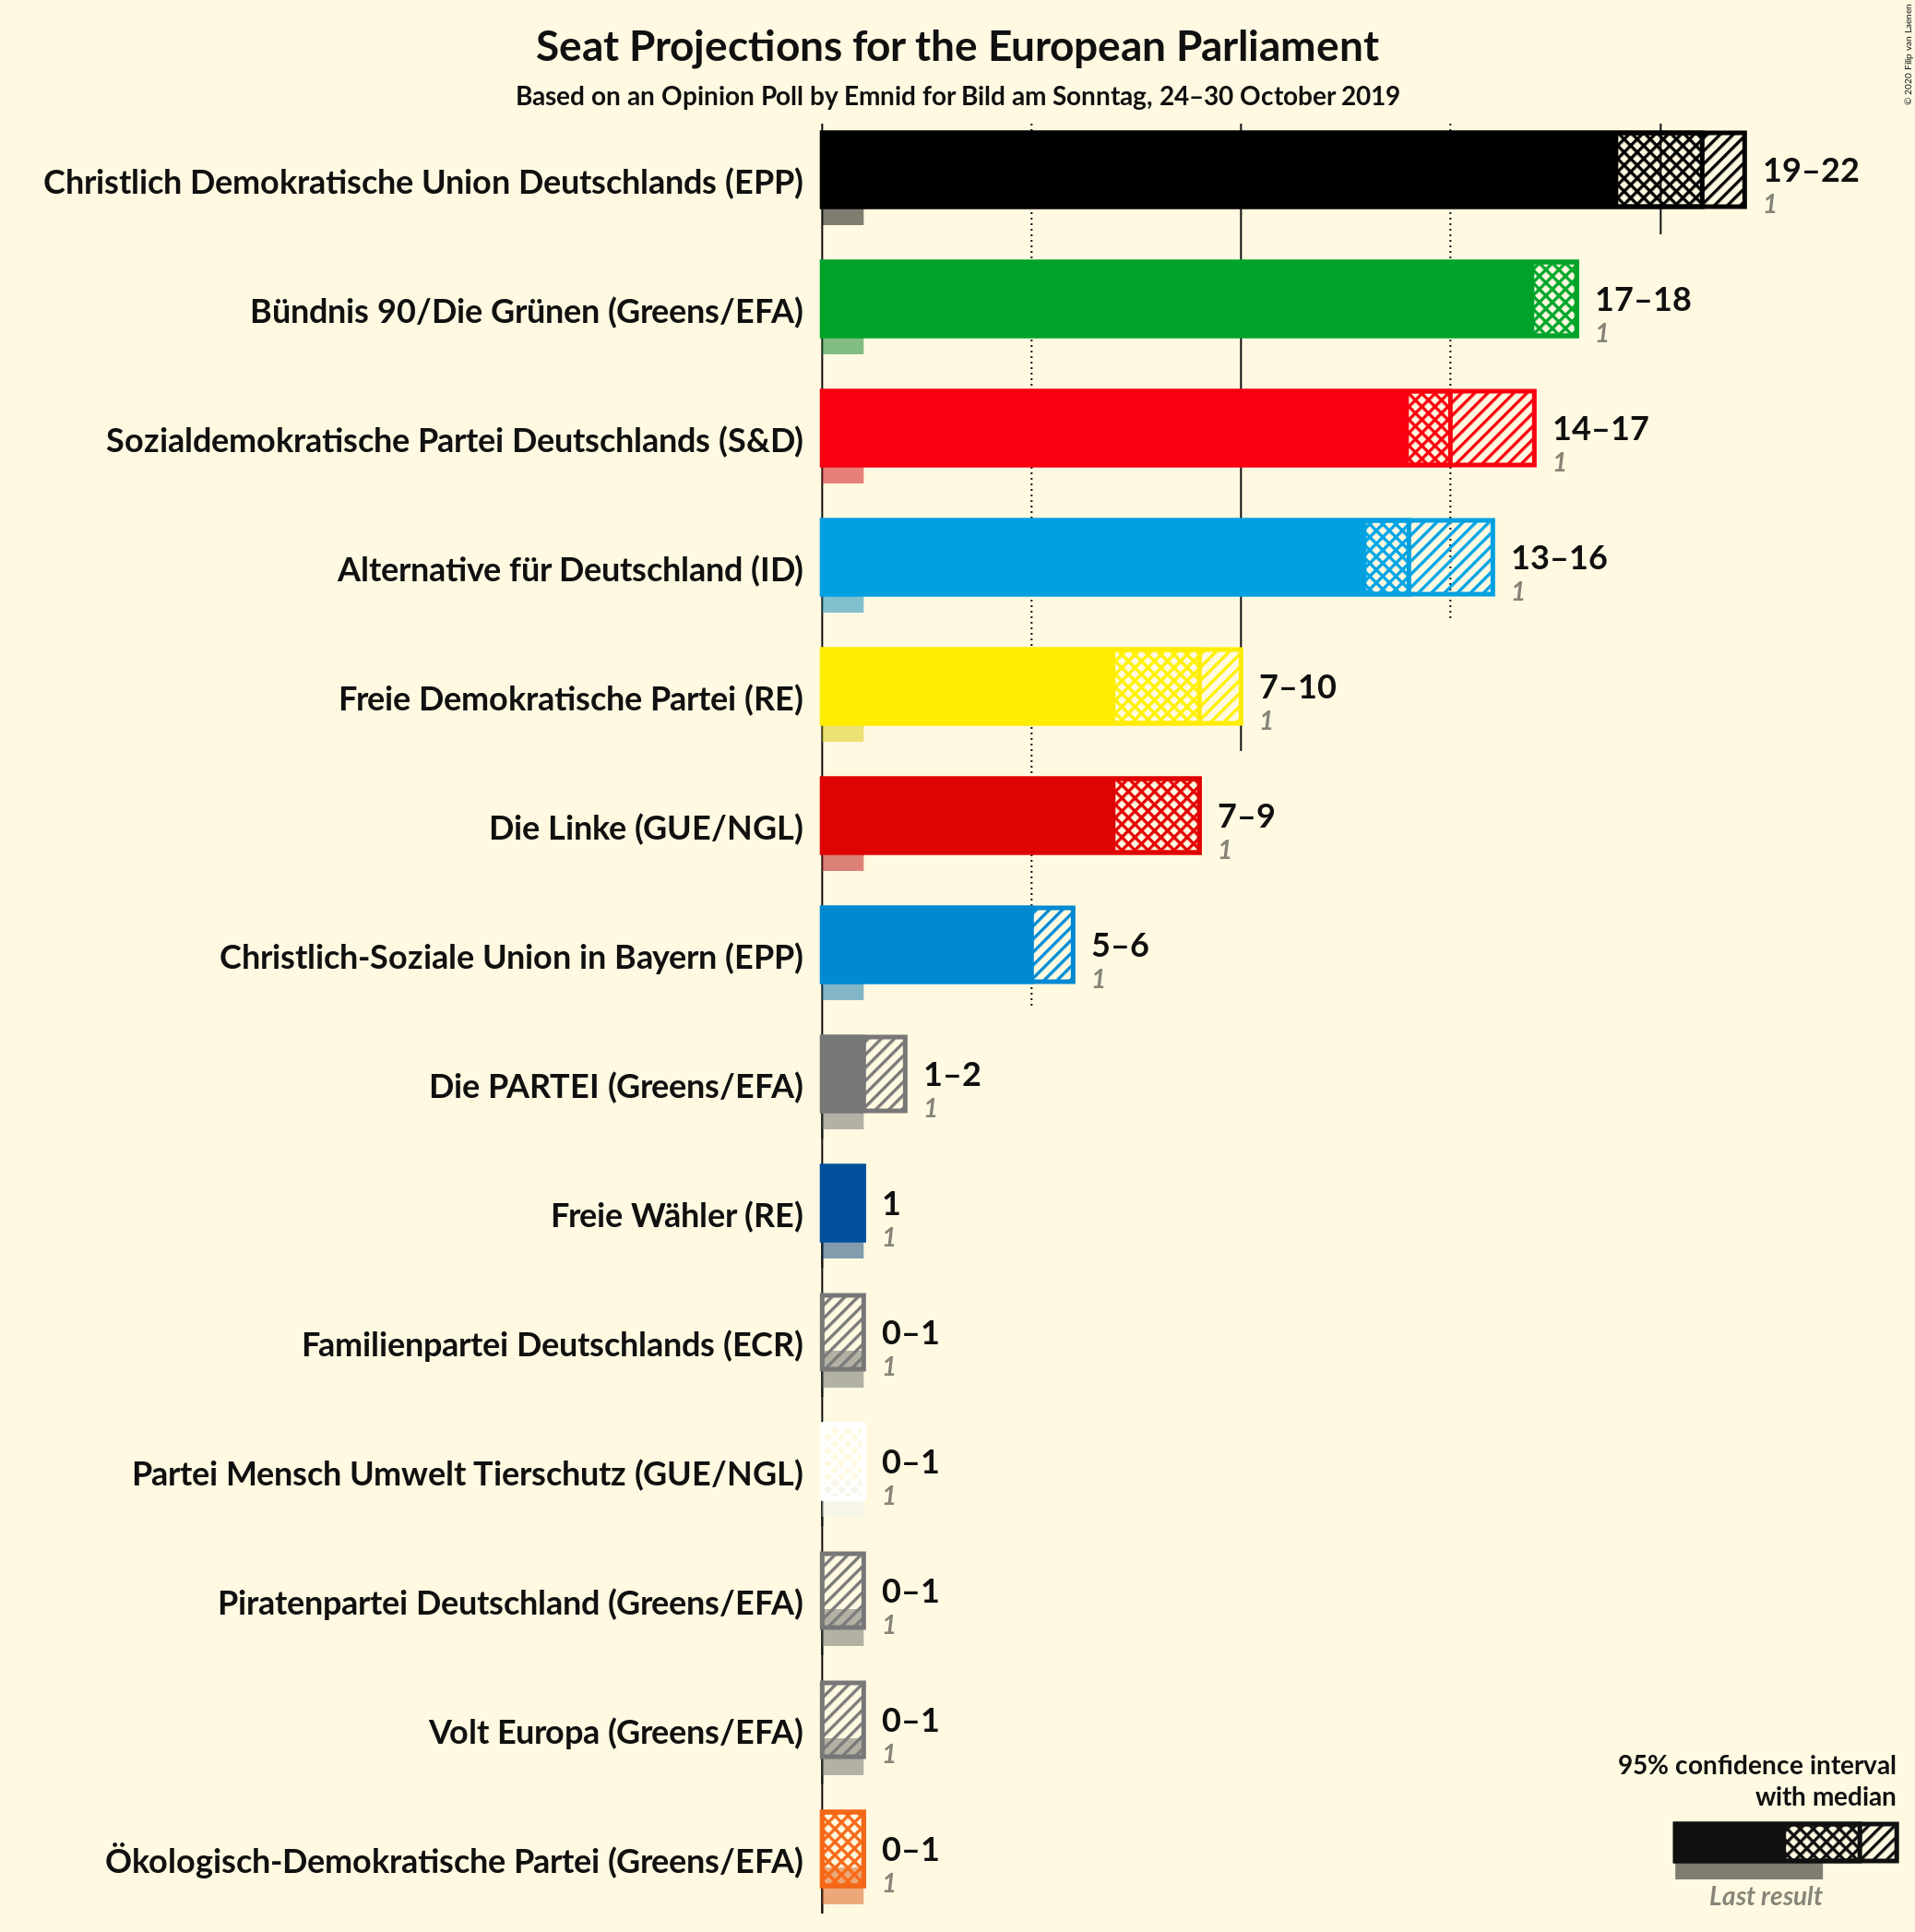 Seat Projections for the European Parliament
Based on an Opinion Poll by Emnid for Bild am Sonntag, 24–30 October 2019
© 2020 Filip van Laenen
Christlich Demokratische Union Deutschlands (EPP)
19–22
1
Bündnis 90/Die Grünen (Greens/EFA)
17–18
1
Sozialdemokratische Partei Deutschlands (S&D)
14–17
1
Alternative für Deutschland (ID)
13–16
1
Freie Demokratische Partei (RE)
7–10
1
Die Linke (GUE/NGL)
7–9
1
Christlich-Soziale Union in Bayern (EPP)
5–6
1
Die PARTEI (Greens/EFA)
1–2
1
Freie Wähler (RE)
1
1
Familienpartei Deutschlands (ECR)
0–1
1
Partei Mensch Umwelt Tierschutz (GUE/NGL)
0–1
1
Piratenpartei Deutschland (Greens/EFA)
0–1
1
Volt Europa (Greens/EFA)
0–1
1
Ökologisch-Demokratische Partei (Greens/EFA)
0–1
1
95% confidence interval
with median
Last result